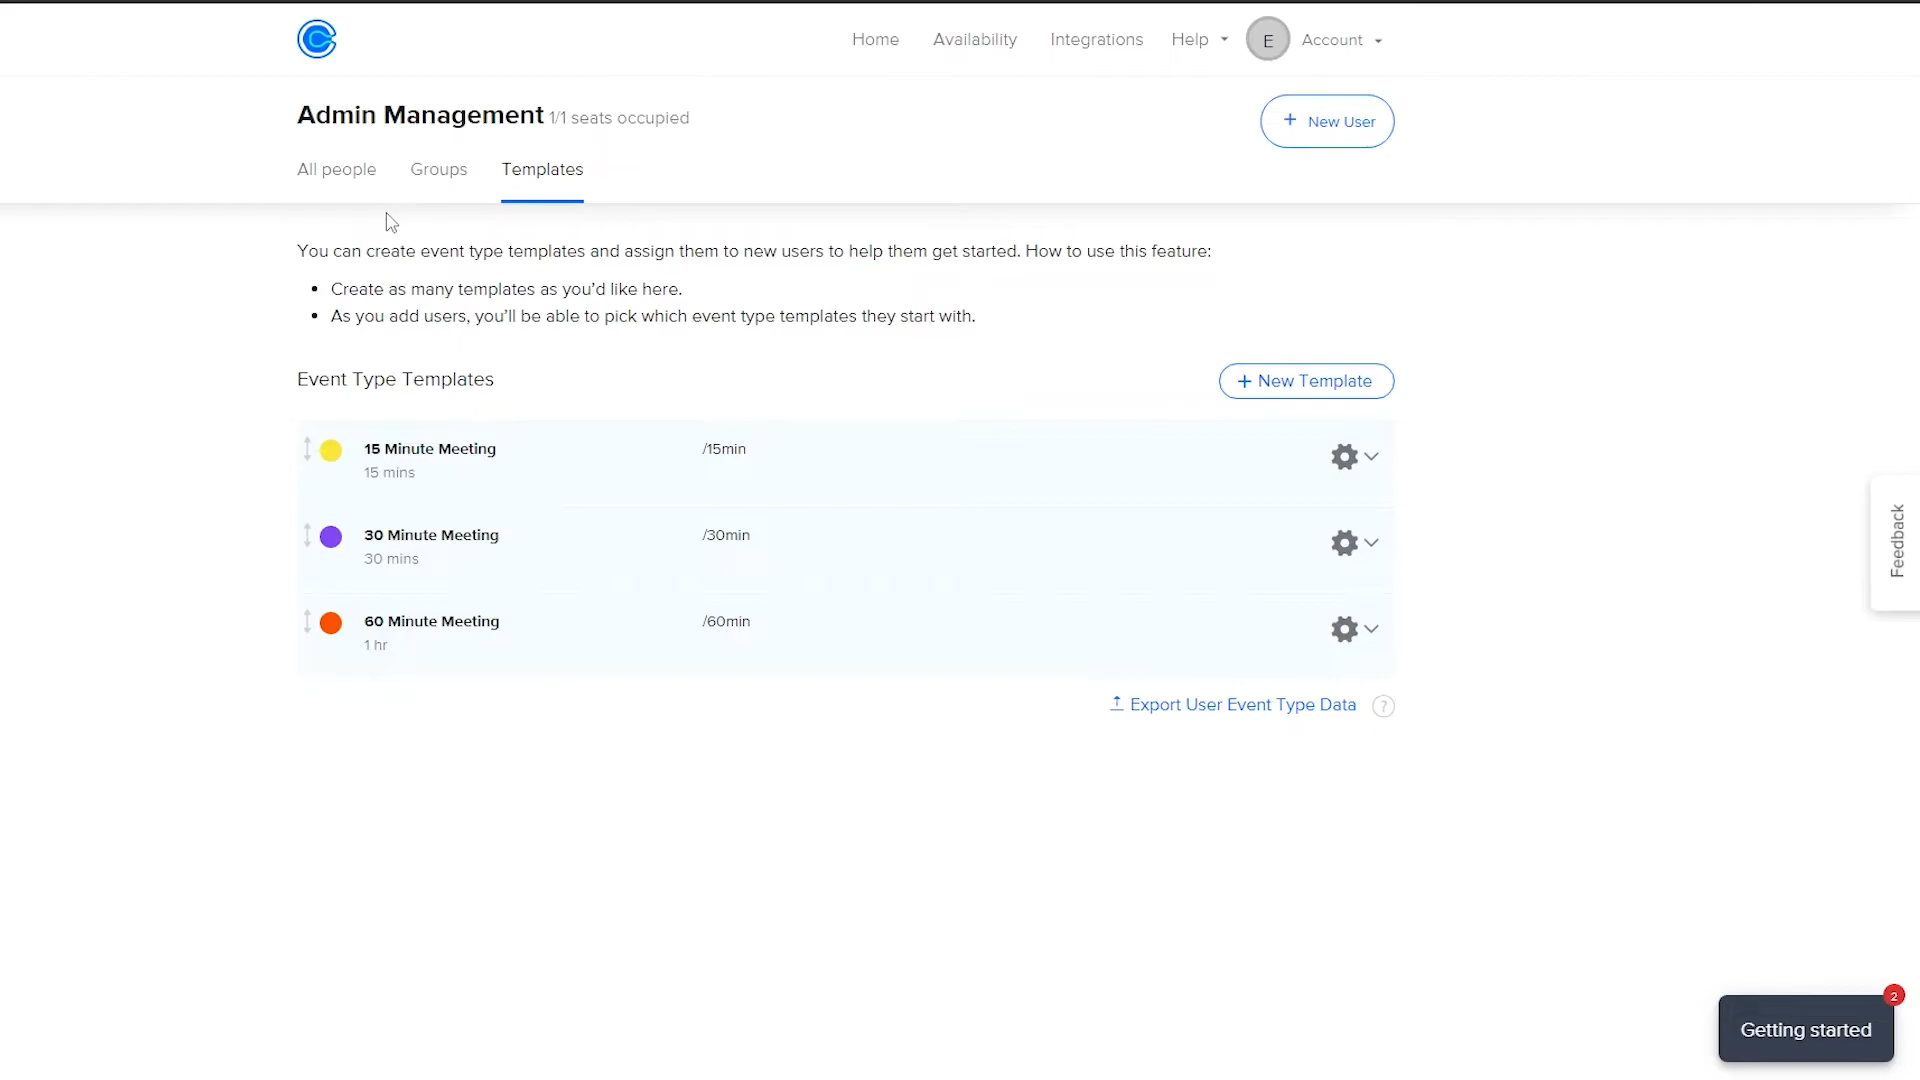 Home Availability Integrations Help E Account
Admin Management 1/1 seats occupied
+ New User
All people Groups Templates
You can create event type templates and assign them to new users to help them get started. How to use this feature:
• Create as many templates as you’d like here.
• As you add users, you’ll be able to pick which event type templates they start with.
Event Type Templates
+ New Template
15 Minute Meeting /15min
15 mins
30 Minute Meeting /30min
30 mins
60 Minute Meeting /60min
1 hr
Export User Event Type Data ?
Feedback
2
Getting started